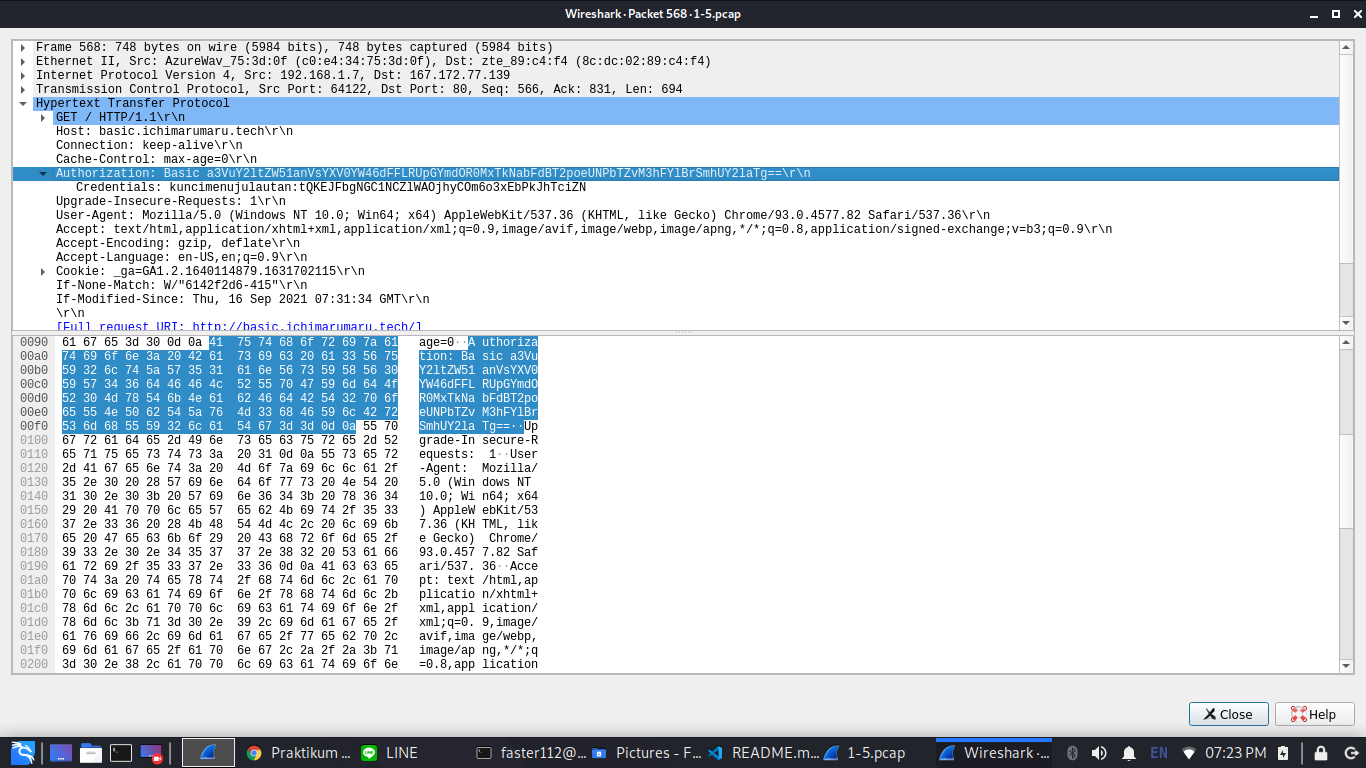 Wireshark · Packet 568 · 1-5.pcap
Frame 568: 748 bytes on wire (5984 bits), 748 bytes captured (5984 bits)
Ethernet II, Src: AzureWav_75:3d:0f (c0:e4:34:75:3d:0f), Dst: zte_89:c4:f4 (8c:dc:02:89:c4:f4)
Internet Protocol Version 4, Src: 192.168.1.7, Dst: 167.172.77.139
Transmission Control Protocol, Src Port: 64122, Dst Port: 80, Seq: 566, Ack: 831, Len: 694
Hypertext Transfer Protocol
GET / HTTP/1.1\r\n
Host: basic.ichimarumaru.tech\r\n
Connection: keep-alive\r\n
Cache-Control: max-age=0\r\n
Authorization: Basic a3VuY2ltZW51anVsYXV0YW46dFFLRUpGYmdOR0MxTkNabFdBT2poeUNPbTZvM3hFYlBrSmhUY2laTg==\r\n
Credentials: kuncimenujulautan:tQKEJFbgNGC1NCZlWAOjhyCOm6o3xEbPkJhTciZN
Upgrade-Insecure-Requests: 1\r\n
User-Agent: Mozilla/5.0 (Windows NT 10.0; Win64; x64) AppleWebKit/537.36 (KHTML, like Gecko) Chrome/93.0.4577.82 Safari/537.36\r\n
Accept: text/html,application/xhtml+xml,application/xml;q=0.9,image/avif,image/webp,image/apng,*/*;q=0.8,application/signed-exchange;v=b3;q=0.9\r\n
Accept-Encoding: gzip, deflate\r\n
Accept-Language: en-US,en;q=0.9\r\n
Cookie: _ga=GA1.2.1640114879.1631702115\r\n
If-None-Match: W/"6142f2d6-415"\r\n
If-Modified-Since: Thu, 16 Sep 2021 07:31:34 GMT\r\n
\r\n
[Full request URI: http://basic.ichimarumaru.tech/]
0090 61 67 65 3d 30 0d 0a 41 75 74 68 6f 72 69 7a 61 age=0··A uthoriza
00a0 74 69 6f 6e 3a 20 42 61 73 69 63 20 61 33 56 75 tion: Ba sic a3Vu
00b0 59 32 6c 74 5a 57 35 31 61 6e 56 73 59 58 56 30 Y2ltZW51 anVsYXV0
00c0 59 57 34 36 64 46 46 4c 52 55 70 47 59 6d 64 4f YW46dFFL RUpGYmdO
00d0 52 30 4d 78 54 6b 4e 61 62 46 64 42 54 32 70 6f R0MxTkNa bFdBT2po
00e0 65 55 4e 50 62 54 5a 76 4d 33 68 46 59 6c 42 72 eUNPbTZv M3hFYlBr
00f0 53 6d 68 55 59 32 6c 61 54 67 3d 3d 0d 0a 55 70 SmhUY2la Tg==··Up
0100 67 72 61 64 65 2d 49 6e 73 65 63 75 72 65 2d 52 grade-In secure-R
0110 65 71 75 65 73 74 73 3a 20 31 0d 0a 55 73 65 72 equests: 1··User
0120 2d 41 67 65 6e 74 3a 20 4d 6f 7a 69 6c 6c 61 2f -Agent: Mozilla/
0130 35 2e 30 20 28 57 69 6e 64 6f 77 73 20 4e 54 20 5.0 (Win dows NT
0140 31 30 2e 30 3b 20 57 69 6e 36 34 3b 20 78 36 34 10.0; Wi n64; x64
0150 29 20 41 70 70 6c 65 57 65 62 4b 69 74 2f 35 33 ) AppleW ebKit/53
0160 37 2e 33 36 20 28 4b 48 54 4d 4c 2c 20 6c 69 6b 7.36 (KH TML, lik
0170 65 20 47 65 63 6b 6f 29 20 43 68 72 6f 6d 65 2f e Gecko) Chrome/
0180 39 33 2e 30 2e 34 35 37 37 2e 38 32 20 53 61 66 93.0.457 7.82 Saf
0190 61 72 69 2f 35 33 37 2e 33 36 0d 0a 41 63 63 65 ari/537. 36··Acce
01a0 70 74 3a 20 74 65 78 74 2f 68 74 6d 6c 2c 61 70 pt: text /html,ap
01b0 70 6c 69 63 61 74 69 6f 6e 2f 78 68 74 6d 6c 2b plicatio n/xhtml+
01c0 78 6d 6c 2c 61 70 70 6c 69 63 61 74 69 6f 6e 2f xml,appl ication/
01d0 78 6d 6c 3b 71 3d 30 2e 39 2c 69 6d 61 67 65 2f xml;q=0. 9,image/
01e0 61 76 69 66 2c 69 6d 61 67 65 2f 77 65 62 70 2c avif,ima ge/webp,
01f0 69 6d 61 67 65 2f 61 70 6e 67 2c 2a 2f 2a 3b 71 image/ap ng,*/*;q
0200 3d 30 2e 38 2c 61 70 70 6c 69 63 61 74 69 6f 6e =0.8,app lication
Close Help
Praktikum ... LINE faster112@... Pictures - F... README.m... 1-5.pcap Wireshark ·... EN 07:23 PM